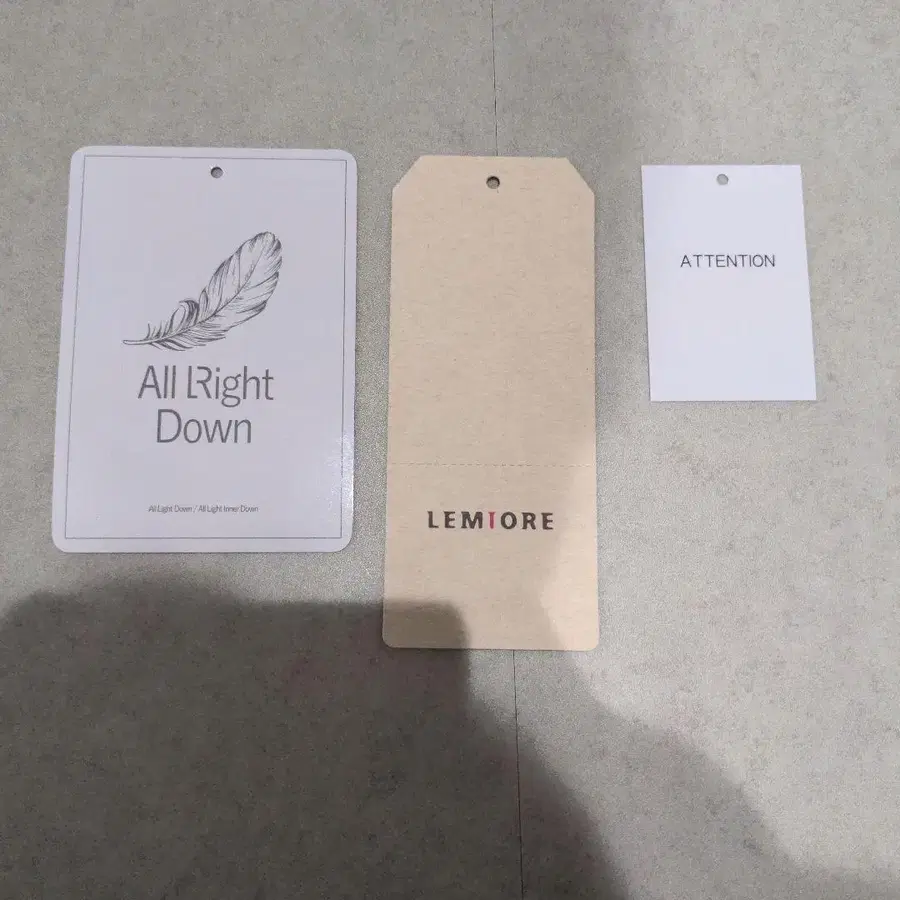 All LRight
Down
All Light Down / All Light Inner Down
LEMIORE
ATTENTION